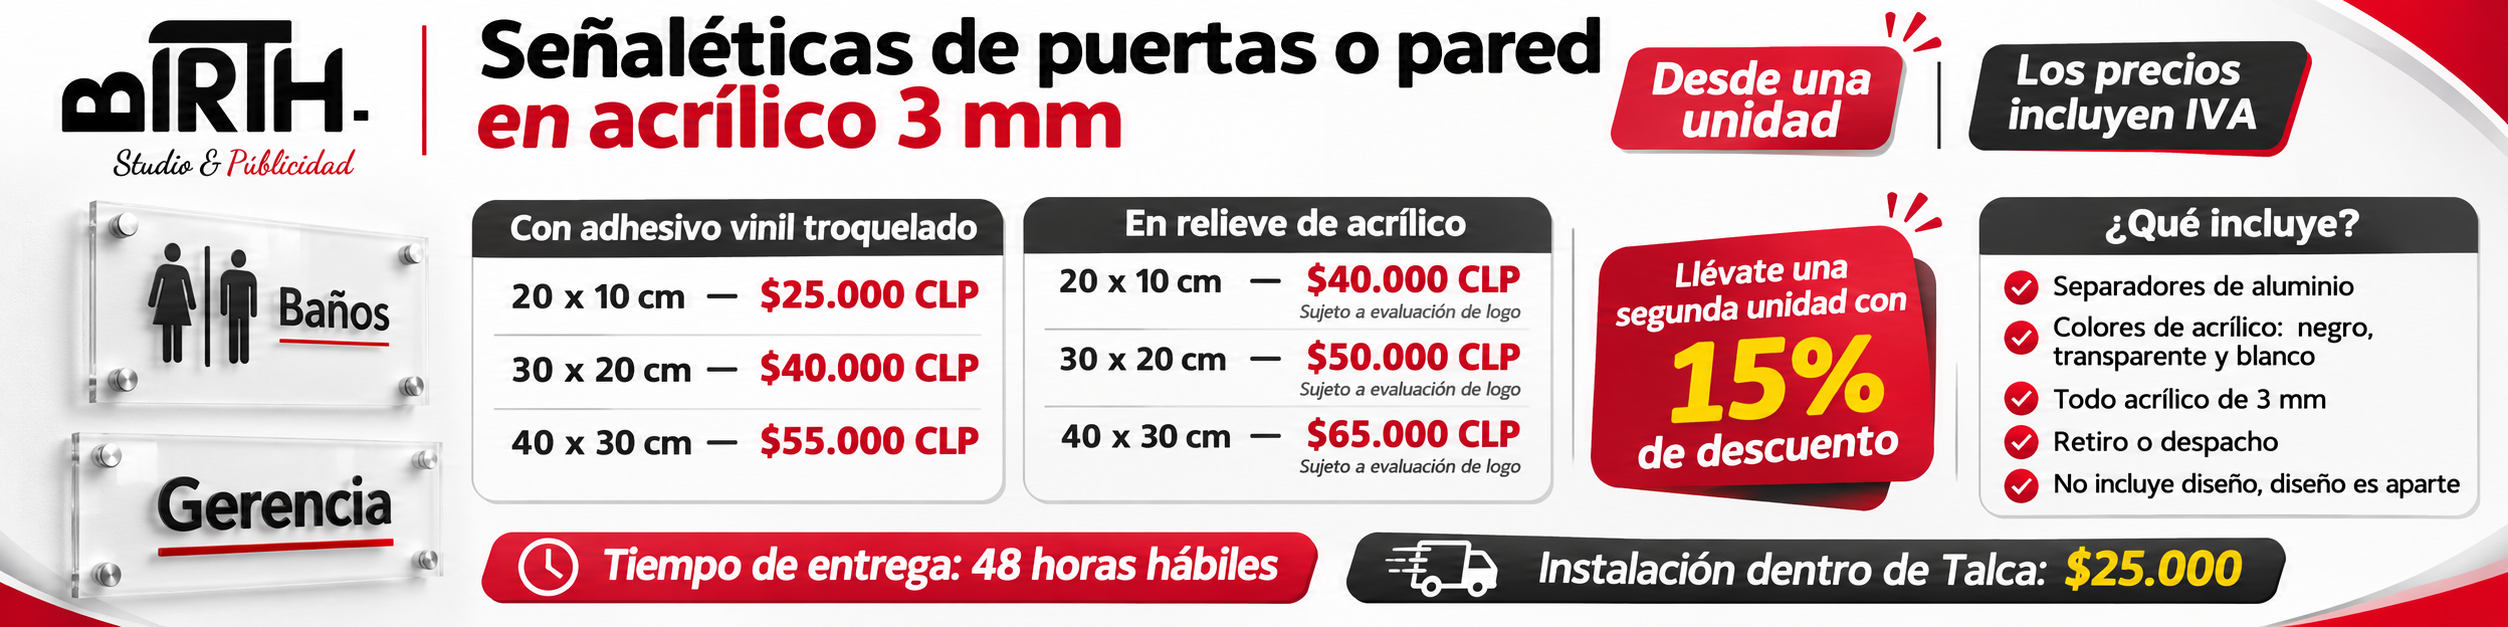 BIRTH.
Studio & Públicidad
Señaléticas de puertas o pared
en acrílico 3 mm
Desde una
unidad
Los precios
incluyen IVA
Baños
Gerencia
Con adhesivo vinil troquelado
20 x 10 cm — $25.000 CLP
30 x 20 cm — $40.000 CLP
40 x 30 cm — $55.000 CLP
En relieve de acrílico
20 x 10 cm — $40.000 CLP
Sujeto a evaluación de logo
30 x 20 cm — $50.000 CLP
Sujeto a evaluación de logo
40 x 30 cm — $65.000 CLP
Sujeto a evaluación de logo
Llévate una
segunda unidad con
15%
de descuento
¿Qué incluye?
Separadores de aluminio
Colores de acrílico: negro,
transparente y blanco
Todo acrílico de 3 mm
Retiro o despacho
No incluye diseño, diseño es aparte
Tiempo de entrega: 48 horas hábiles
Instalación dentro de Talca: $25.000